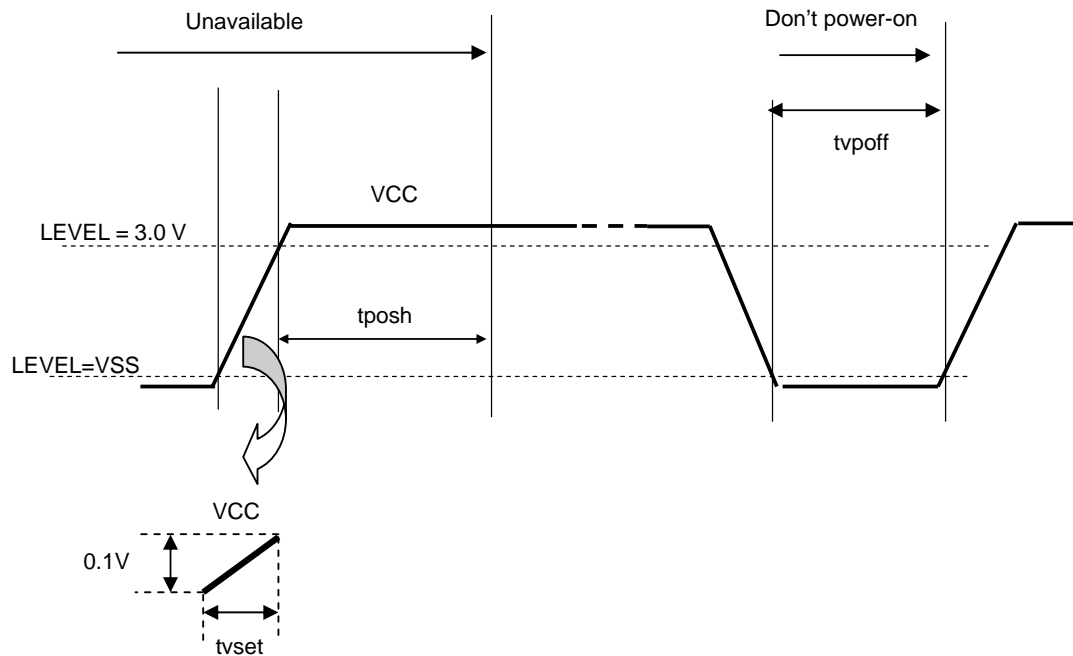 Unavailable
Don't power-on
tvpoff
VCC
LEVEL = 3.0 V
tposh
LEVEL=VSS
VCC
0.1V
tvset